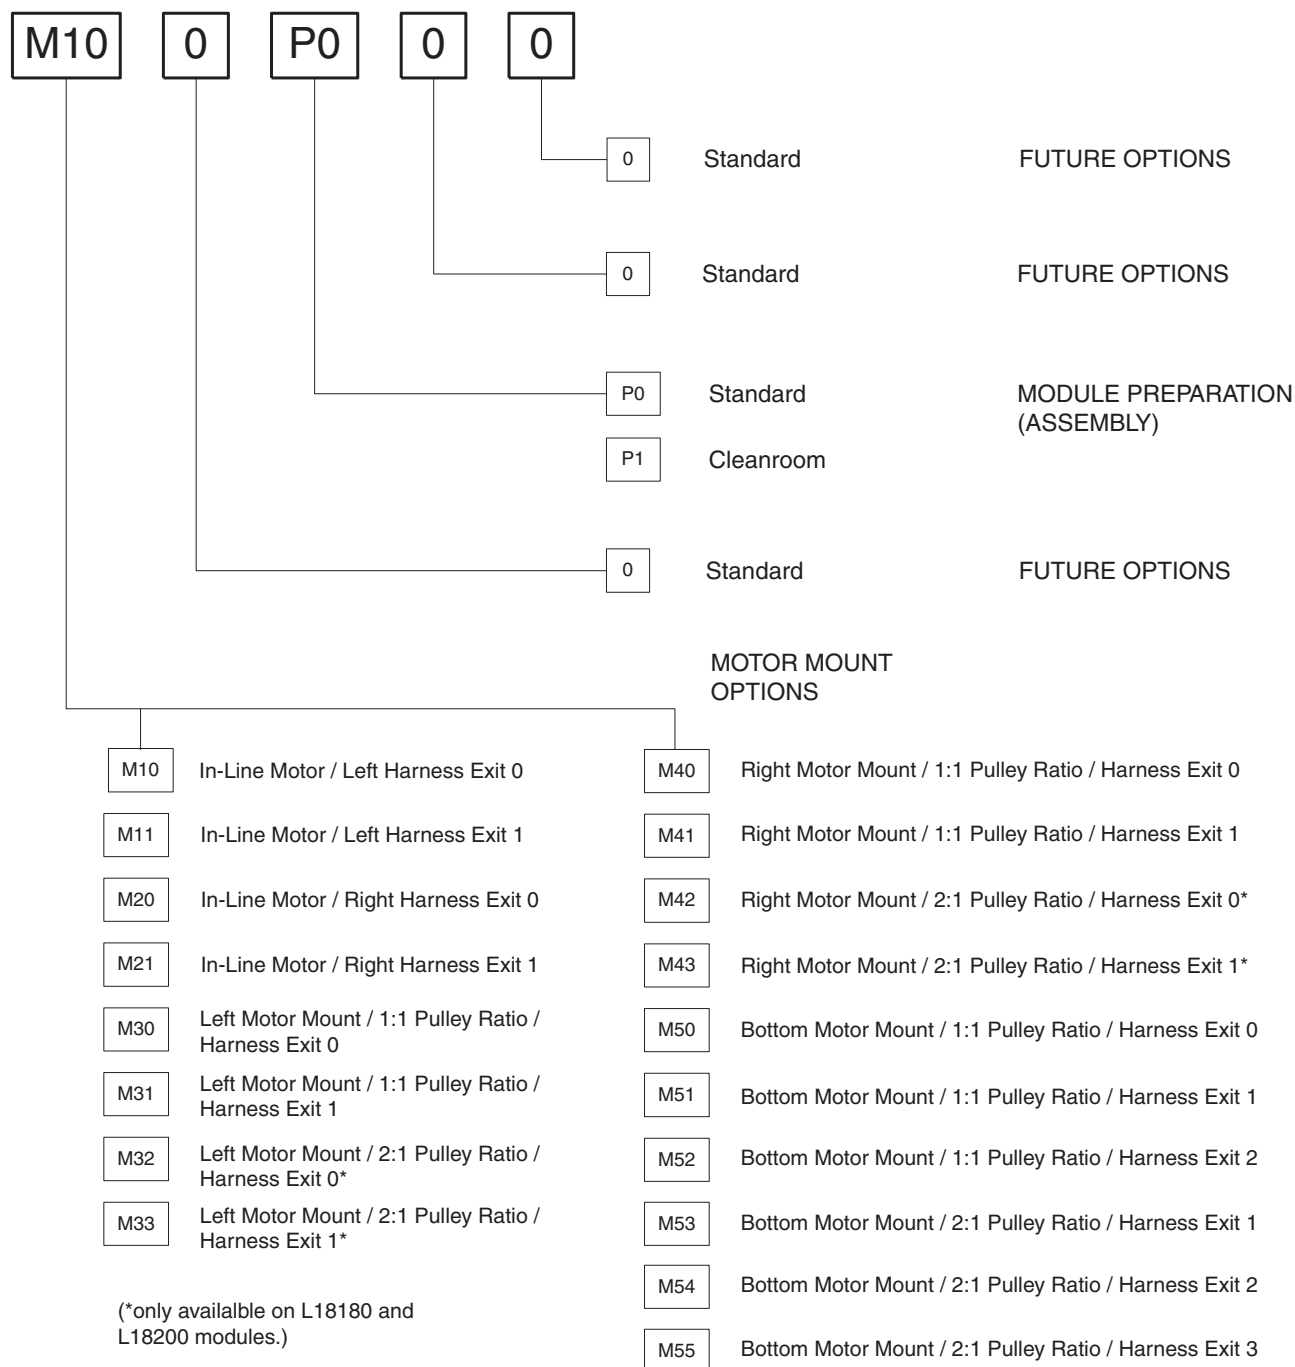 M10 0 P0 0 0
0 Standard FUTURE OPTIONS
0 Standard FUTURE OPTIONS
P0 Standard MODULE PREPARATION
(ASSEMBLY)
P1 Cleanroom
0 Standard FUTURE OPTIONS
MOTOR MOUNT
OPTIONS
M10 In-Line Motor / Left Harness Exit 0
M11 In-Line Motor / Left Harness Exit 1
M20 In-Line Motor / Right Harness Exit 0
M21 In-Line Motor / Right Harness Exit 1
M30 Left Motor Mount / 1:1 Pulley Ratio /
Harness Exit 0
M31 Left Motor Mount / 1:1 Pulley Ratio /
Harness Exit 1
M32 Left Motor Mount / 2:1 Pulley Ratio /
Harness Exit 0*
M33 Left Motor Mount / 2:1 Pulley Ratio /
Harness Exit 1*
(*only availalble on L18180 and
L18200 modules.)
M40 Right Motor Mount / 1:1 Pulley Ratio / Harness Exit 0
M41 Right Motor Mount / 1:1 Pulley Ratio / Harness Exit 1
M42 Right Motor Mount / 2:1 Pulley Ratio / Harness Exit 0*
M43 Right Motor Mount / 2:1 Pulley Ratio / Harness Exit 1*
M50 Bottom Motor Mount / 1:1 Pulley Ratio / Harness Exit 0
M51 Bottom Motor Mount / 1:1 Pulley Ratio / Harness Exit 1
M52 Bottom Motor Mount / 1:1 Pulley Ratio / Harness Exit 2
M53 Bottom Motor Mount / 2:1 Pulley Ratio / Harness Exit 1
M54 Bottom Motor Mount / 2:1 Pulley Ratio / Harness Exit 2
M55 Bottom Motor Mount / 2:1 Pulley Ratio / Harness Exit 3